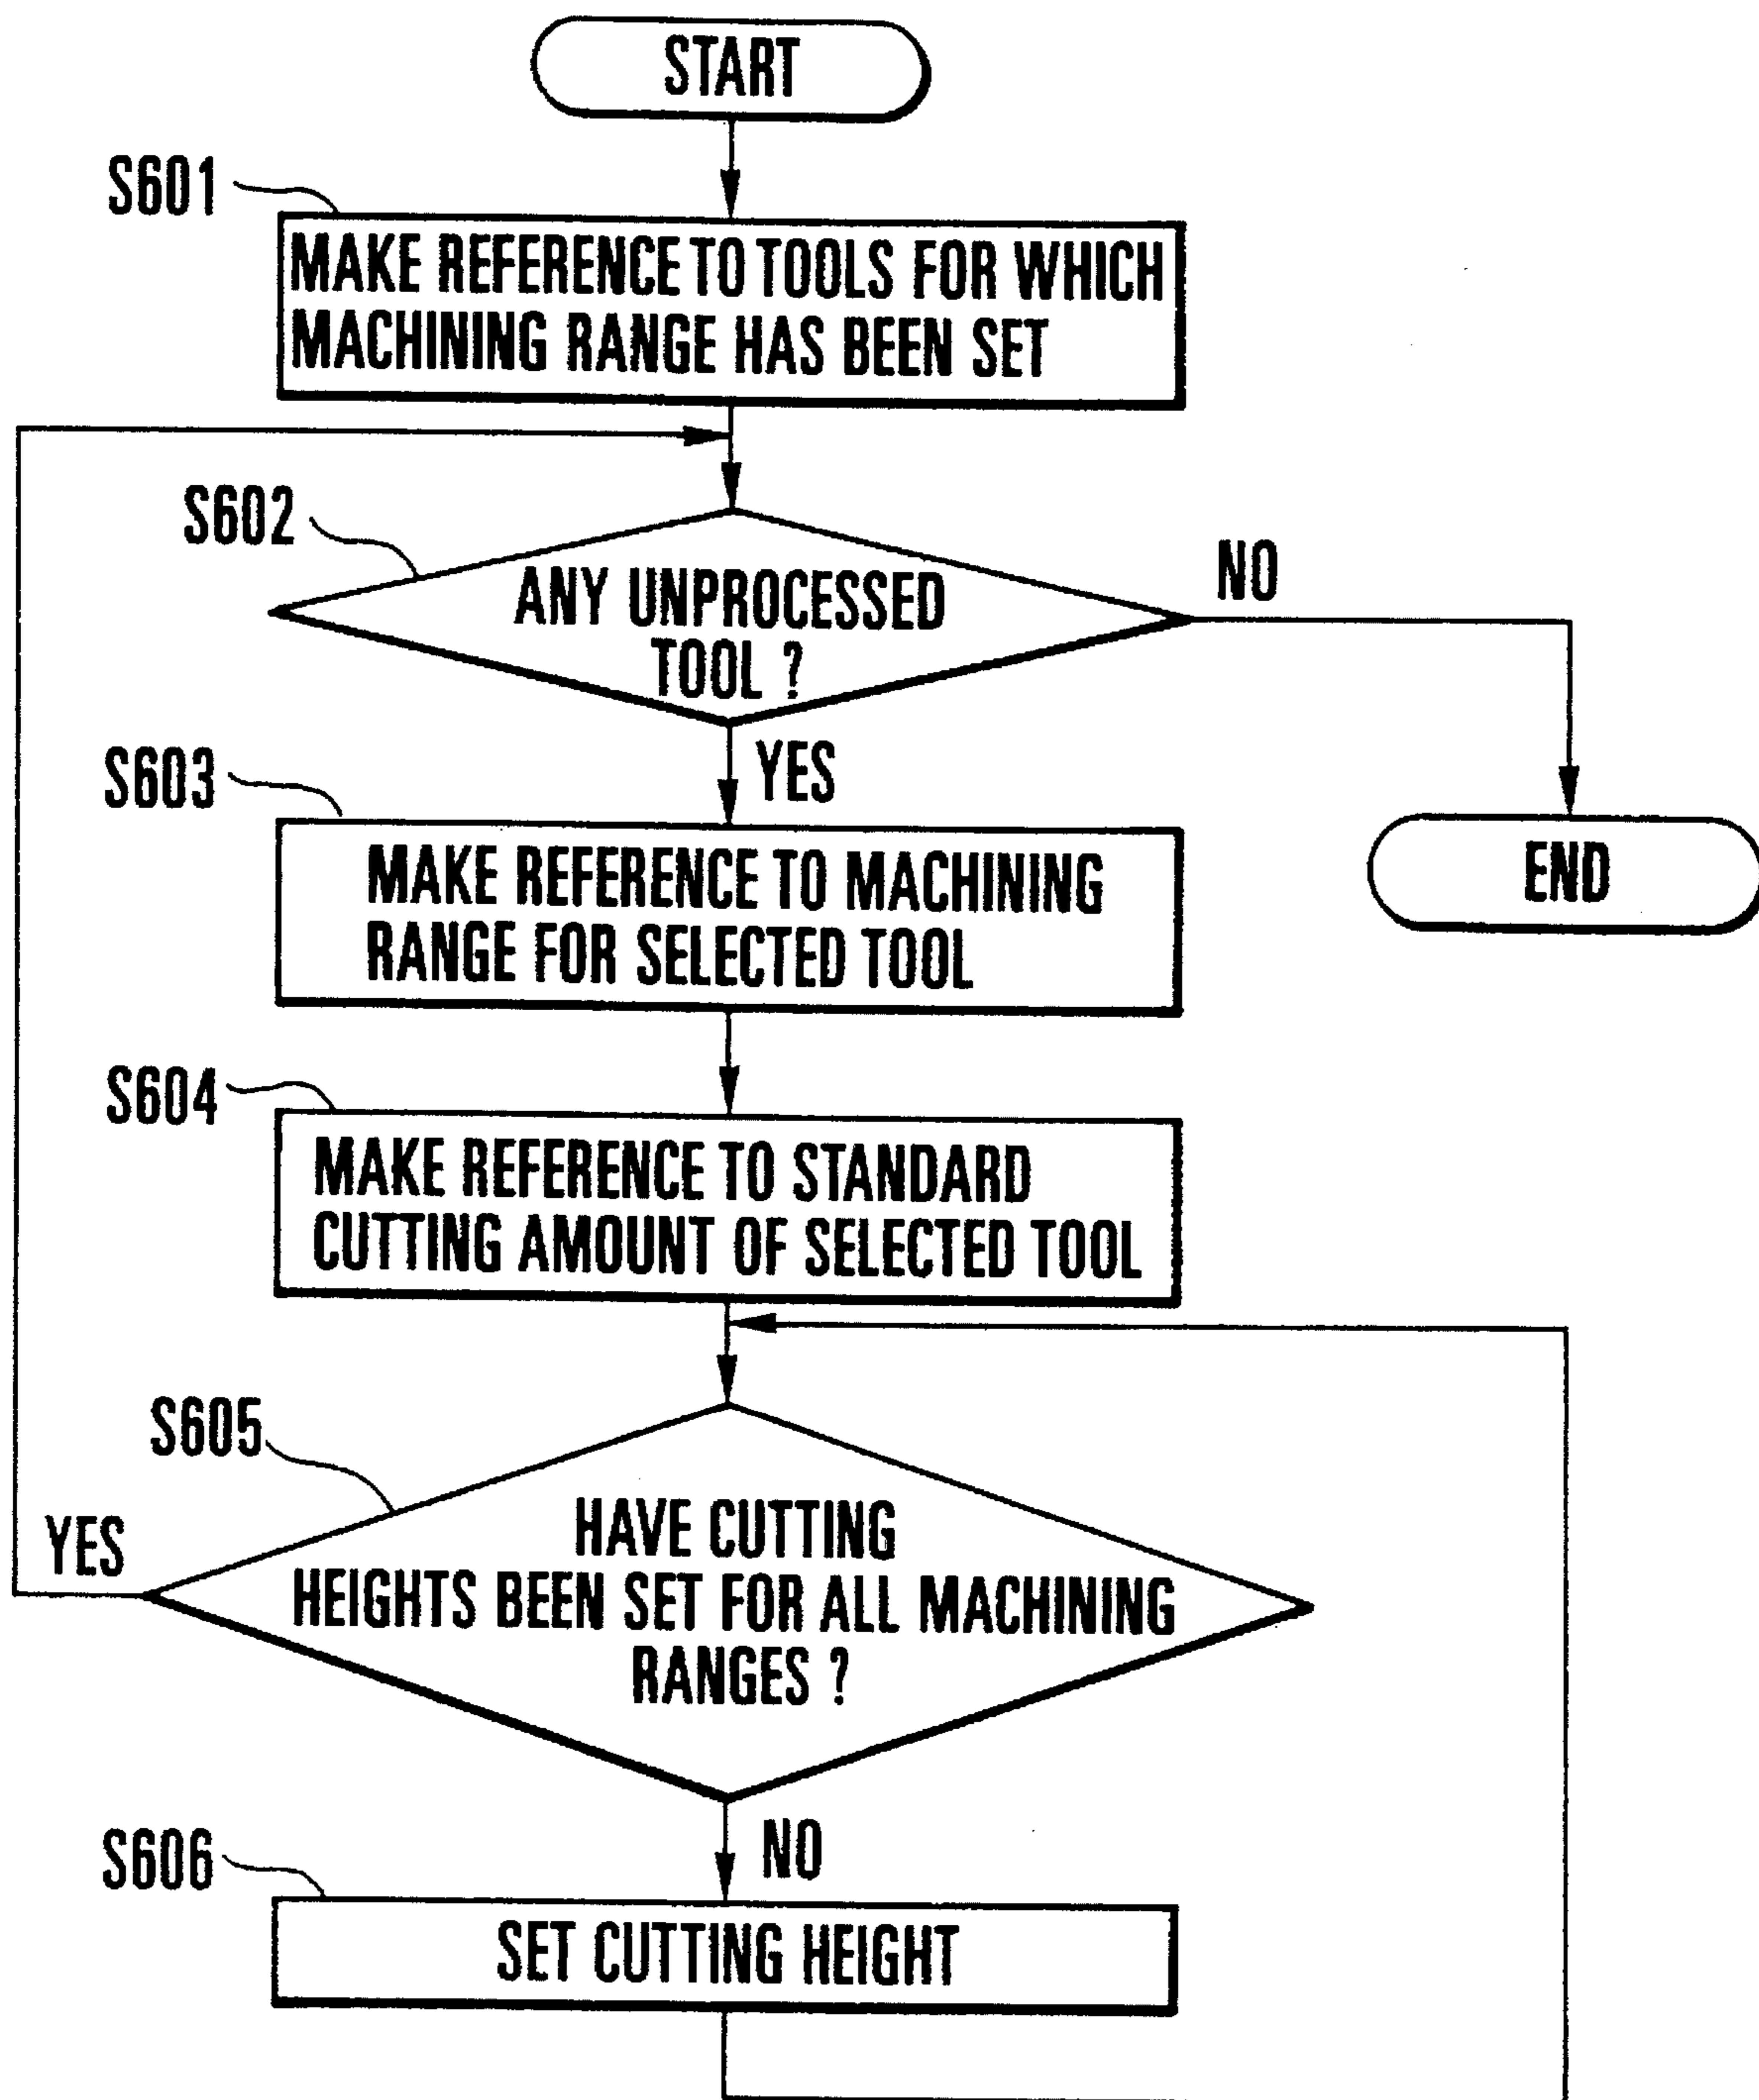 START
S601
MAKE REFERENCE TO TOOLS FOR WHICH
MACHINING RANGE HAS BEEN SET
S602
ANY UNPROCESSED
TOOL ?
NO
YES
S603
MAKE REFERENCE TO MACHINING
RANGE FOR SELECTED TOOL
END
S604
MAKE REFERENCE TO STANDARD
CUTTING AMOUNT OF SELECTED TOOL
S605
YES
HAVE CUTTING
HEIGHTS BEEN SET FOR ALL MACHINING
RANGES ?
NO
S606
SET CUTTING HEIGHT